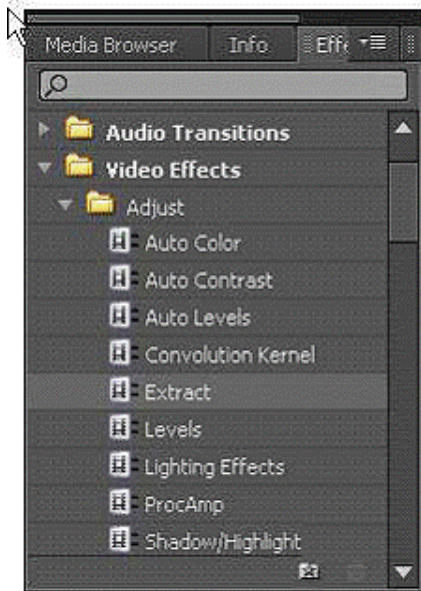 Media Browser Info Effe
Audio Transitions
Video Effects
Adjust
Auto Color
Auto Contrast
Auto Levels
Convolution Kernel
Extract
Levels
Lighting Effects
ProcAmp
Shadow/Highlight